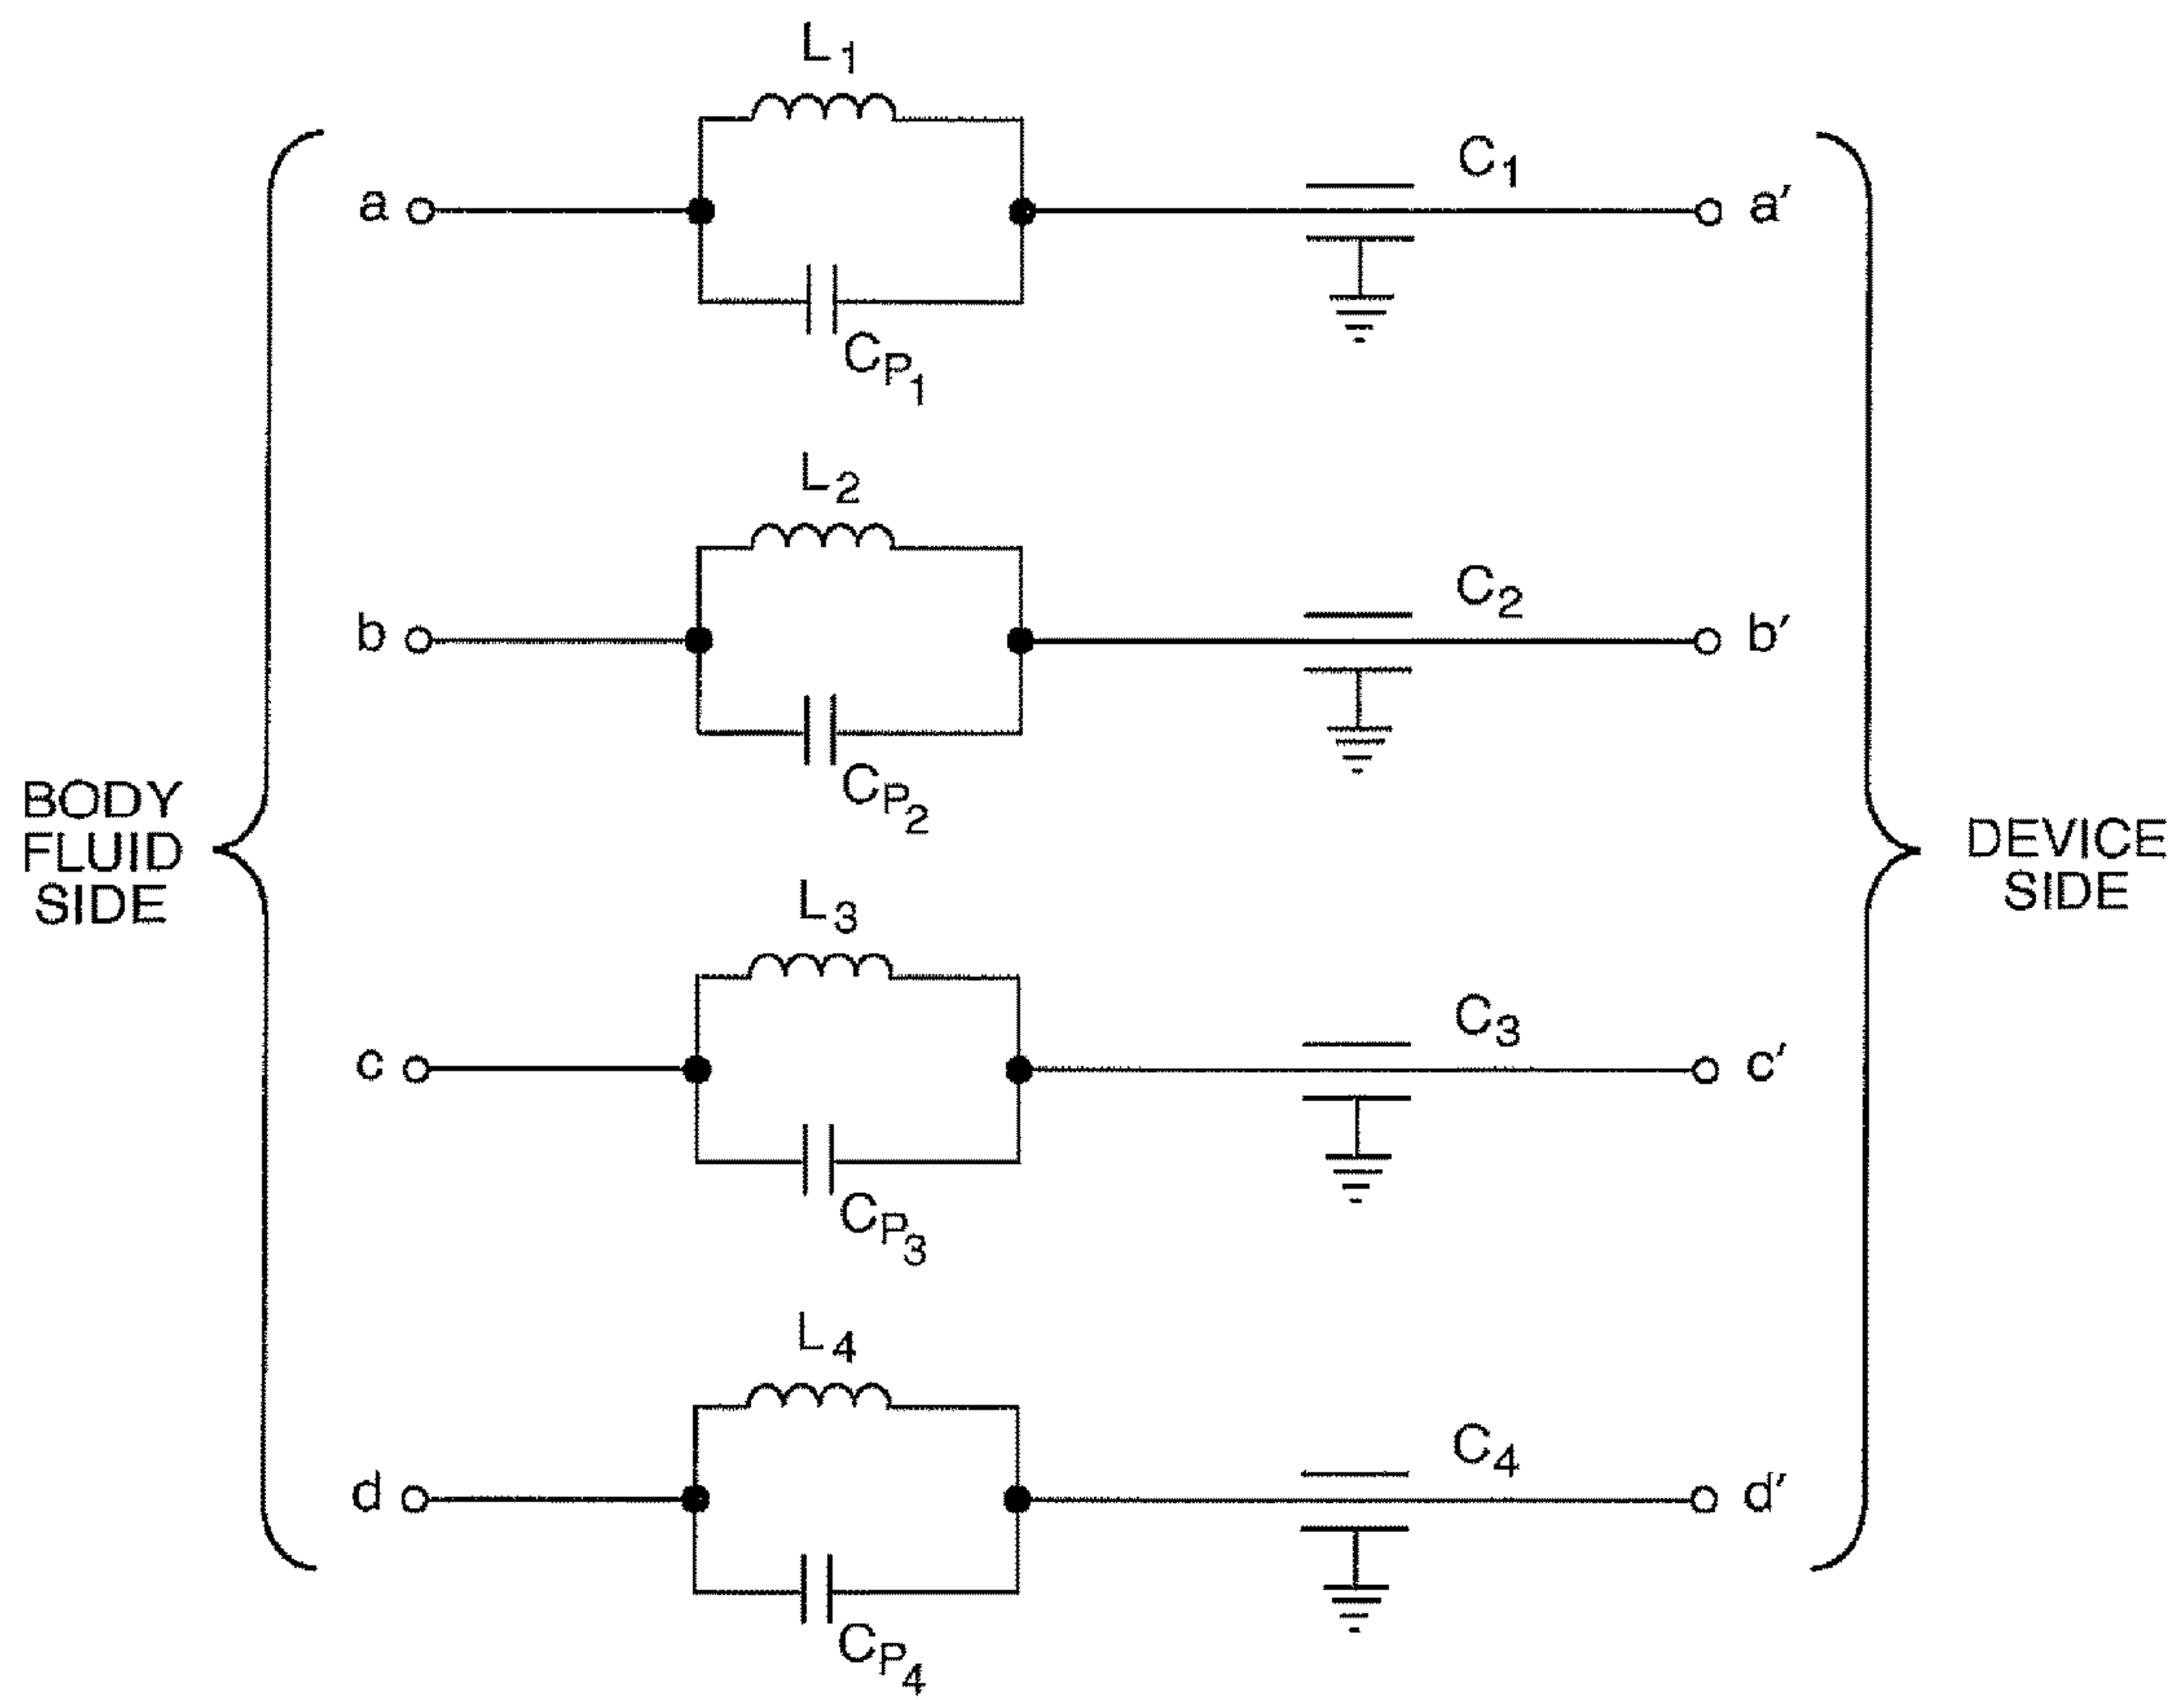 L1
a
C1
a′
CP1
L2
b
C2
b′
CP2
BODY
FLUID
SIDE
DEVICE
SIDE
L3
c
C3
c′
CP3
L4
d
C4
d′
CP4